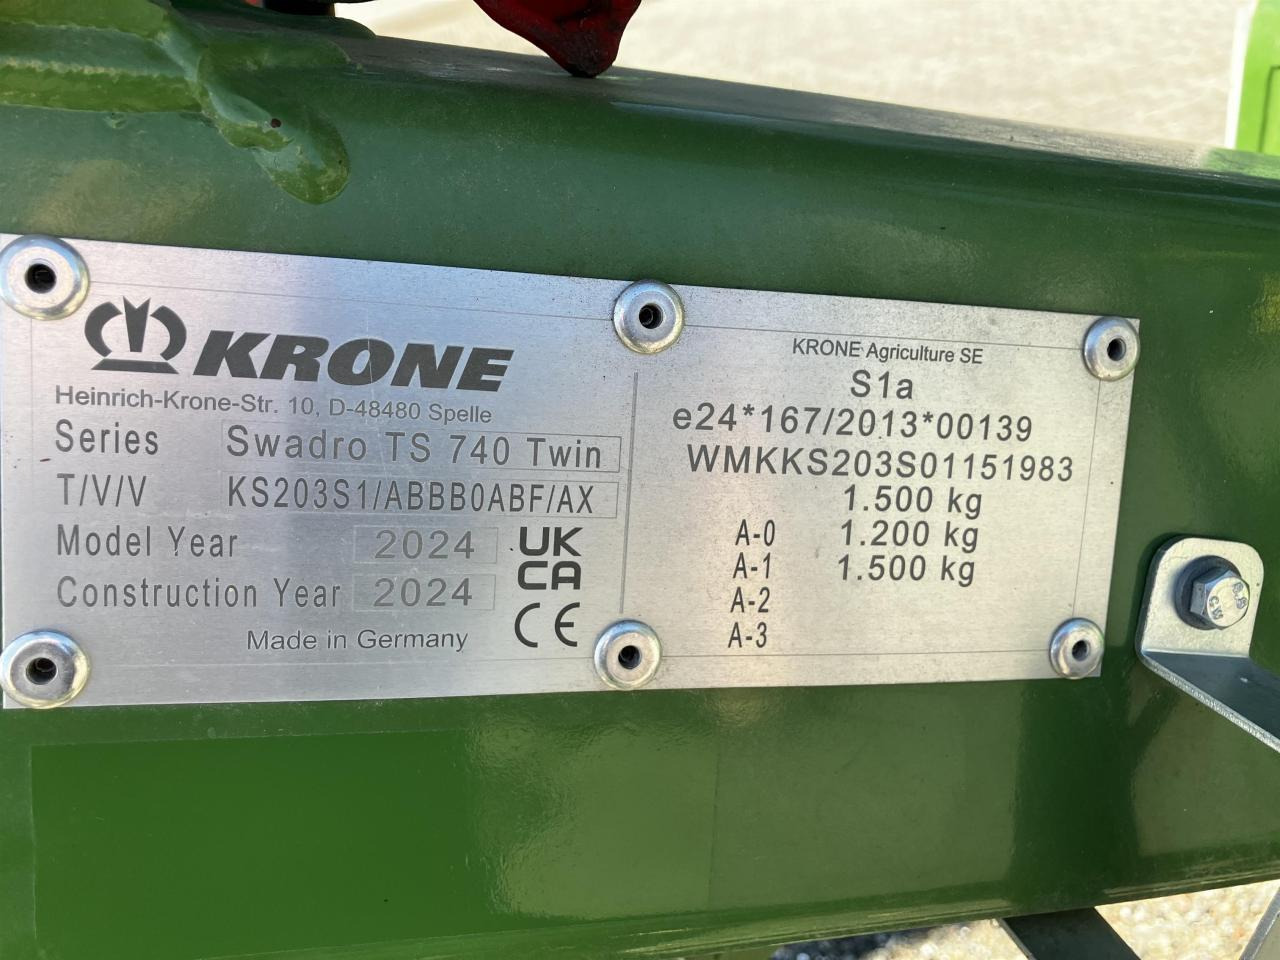 KRONE
Heinrich-Krone-Str. 10, D-48480 Spelle
Series Swadro TS 740 Twin
T/V/V KS203S1/ABBB0ABF/AX
Model Year 2024
Construction Year 2024
UK
CA
CE
Made in Germany
KRONE Agriculture SE
S1a
e24*167/2013*00139
WMKKS203S01151983
1.500 kg
A-0 1.200 kg
A-1 1.500 kg
A-2
A-3
8.8